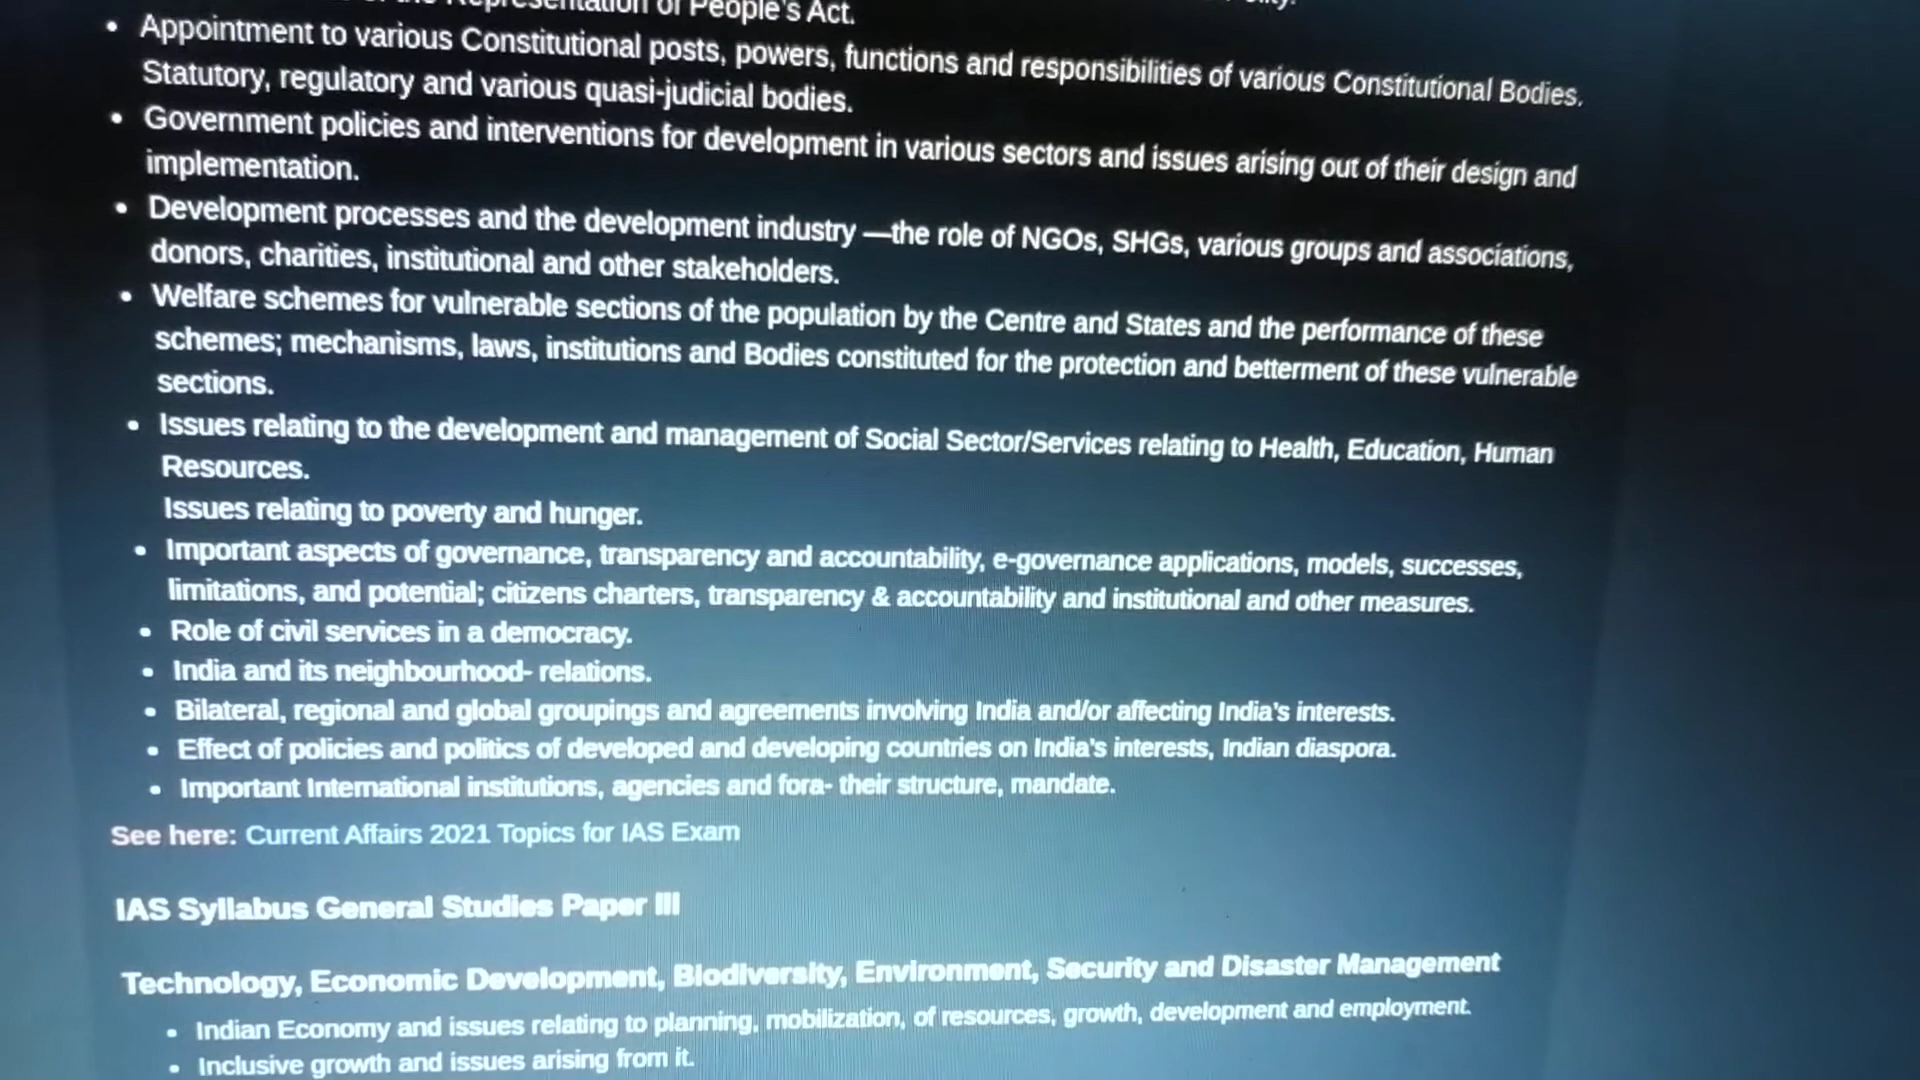 Representation of People's Act.
• Appointment to various Constitutional posts, powers, functions and responsibilities of various Constitutional Bodies.
Statutory, regulatory and various quasi-judicial bodies.
• Government policies and interventions for development in various sectors and issues arising out of their design and
implementation.
• Development processes and the development industry —the role of NGOs, SHGs, various groups and associations,
donors, charities, institutional and other stakeholders.
• Welfare schemes for vulnerable sections of the population by the Centre and States and the performance of these
schemes; mechanisms, laws, institutions and Bodies constituted for the protection and betterment of these vulnerable
sections.
• Issues relating to the development and management of Social Sector/Services relating to Health, Education, Human
Resources.
Issues relating to poverty and hunger.
• Important aspects of governance, transparency and accountability, e-governance applications, models, successes,
limitations, and potential; citizens charters, transparency & accountability and institutional and other measures.
• Role of civil services in a democracy.
• India and its neighbourhood- relations.
• Bilateral, regional and global groupings and agreements involving India and/or affecting India's interests.
• Effect of policies and politics of developed and developing countries on India's interests, Indian diaspora.
• Important International institutions, agencies and fora- their structure, mandate.
See here: Current Affairs 2021 Topics for IAS Exam
IAS Syllabus General Studies Paper III
Technology, Economic Development, Biodiversity, Environment, Security and Disaster Management
• Indian Economy and issues relating to planning, mobilization, of resources, growth, development and employment.
• Inclusive growth and issues arising from it.